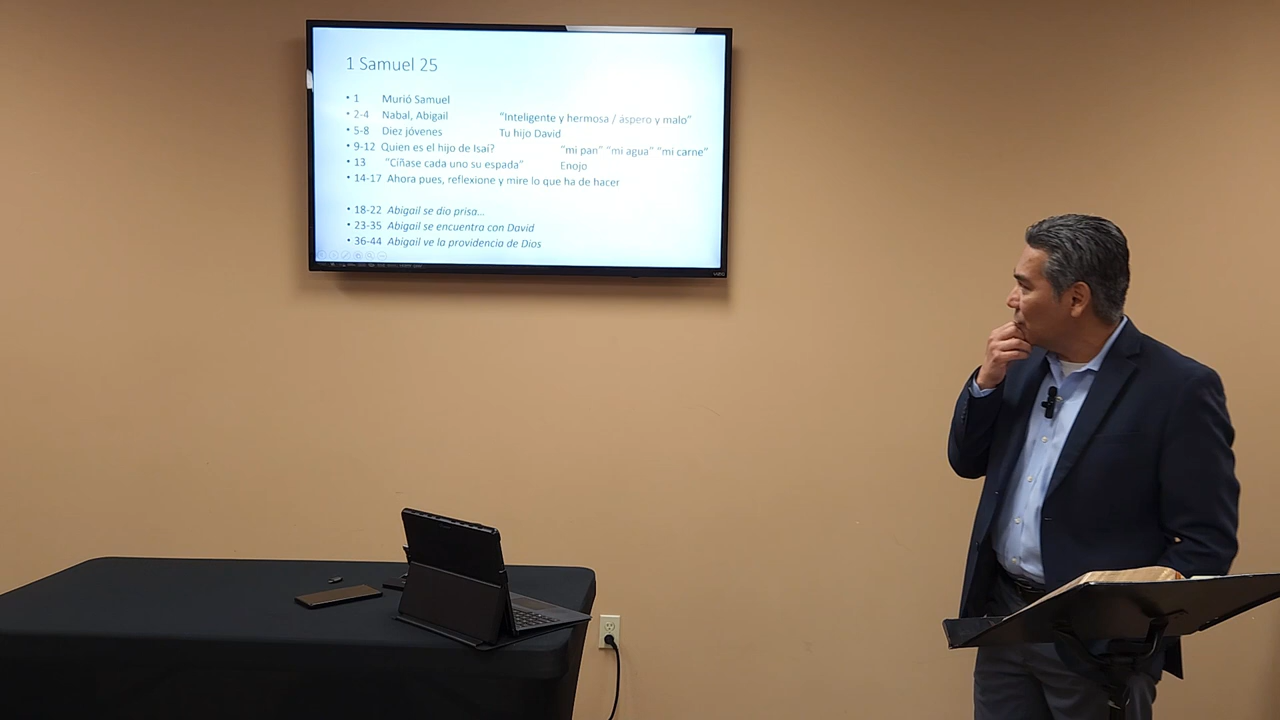 1 Samuel 25
• 1 Murió Samuel
• 2-4 Nabal, Abigail "Inteligente y hermosa / áspero y malo"
• 5-8 Diez jóvenes Tu hijo David
• 9-12 Quien es el hijo de Isaí? "mi pan" "mi agua" "mi carne"
• 13 "Cíñase cada uno su espada" Enojo
• 14-17 Ahora pues, reflexione y mire lo que ha de hacer
• 18-22 Abigail se dio prisa...
• 23-35 Abigail se encuentra con David
• 36-44 Abigail ve la providencia de Dios
VIZIO